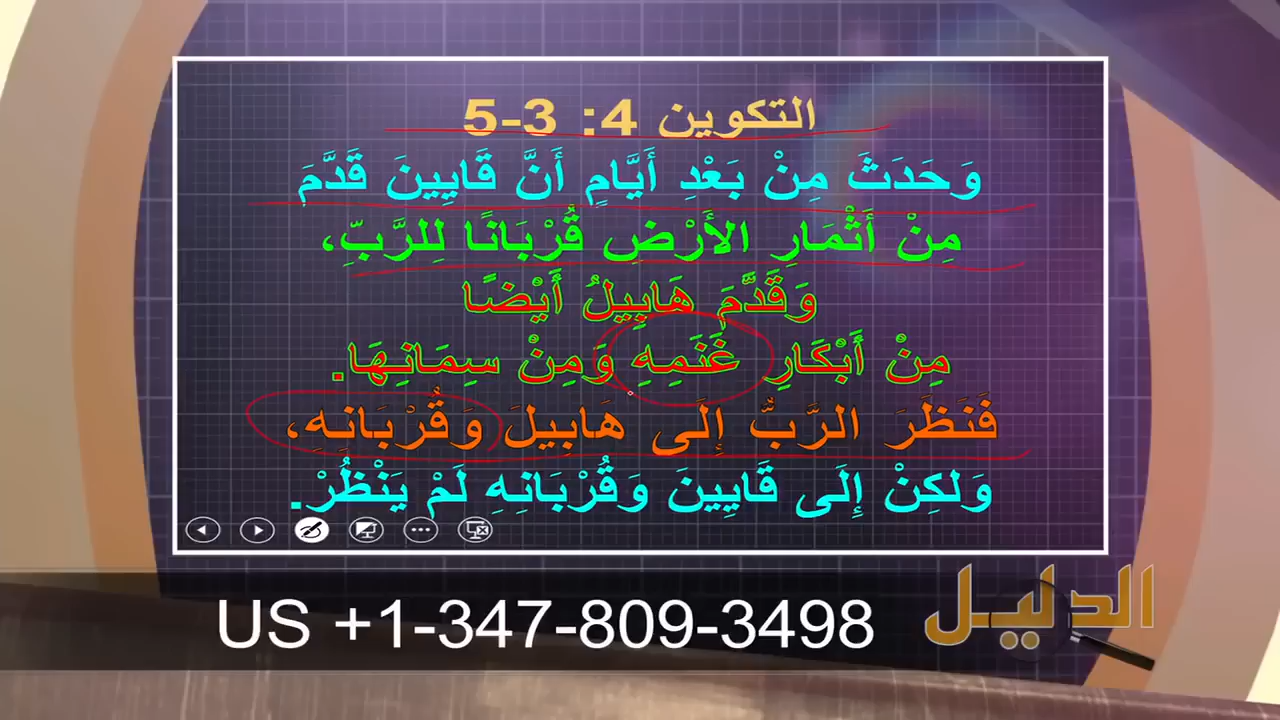 التكوين 4: 3-5
وَحَدَثَ مِنْ بَعْدِ أَيَّامٍ أَنَّ قَايِينَ قَدَّمَ
مِنْ أَثْمَارِ الأَرْضِ قُرْبَانًا لِلرَّبِّ،
وَقَدَّمَ هَابِيلُ أَيْضًا
مِنْ أَبْكَارِ غَنَمِهِ وَمِنْ سِمَانِهَا.
فَنَظَرَ الرَّبُّ إِلَى هَابِيلَ وَقُرْبَانِهِ،
وَلكِنْ إِلَى قَايِينَ وَقُرْبَانِهِ لَمْ يَنْظُرْ.
US +1-347-809-3498
الدليل